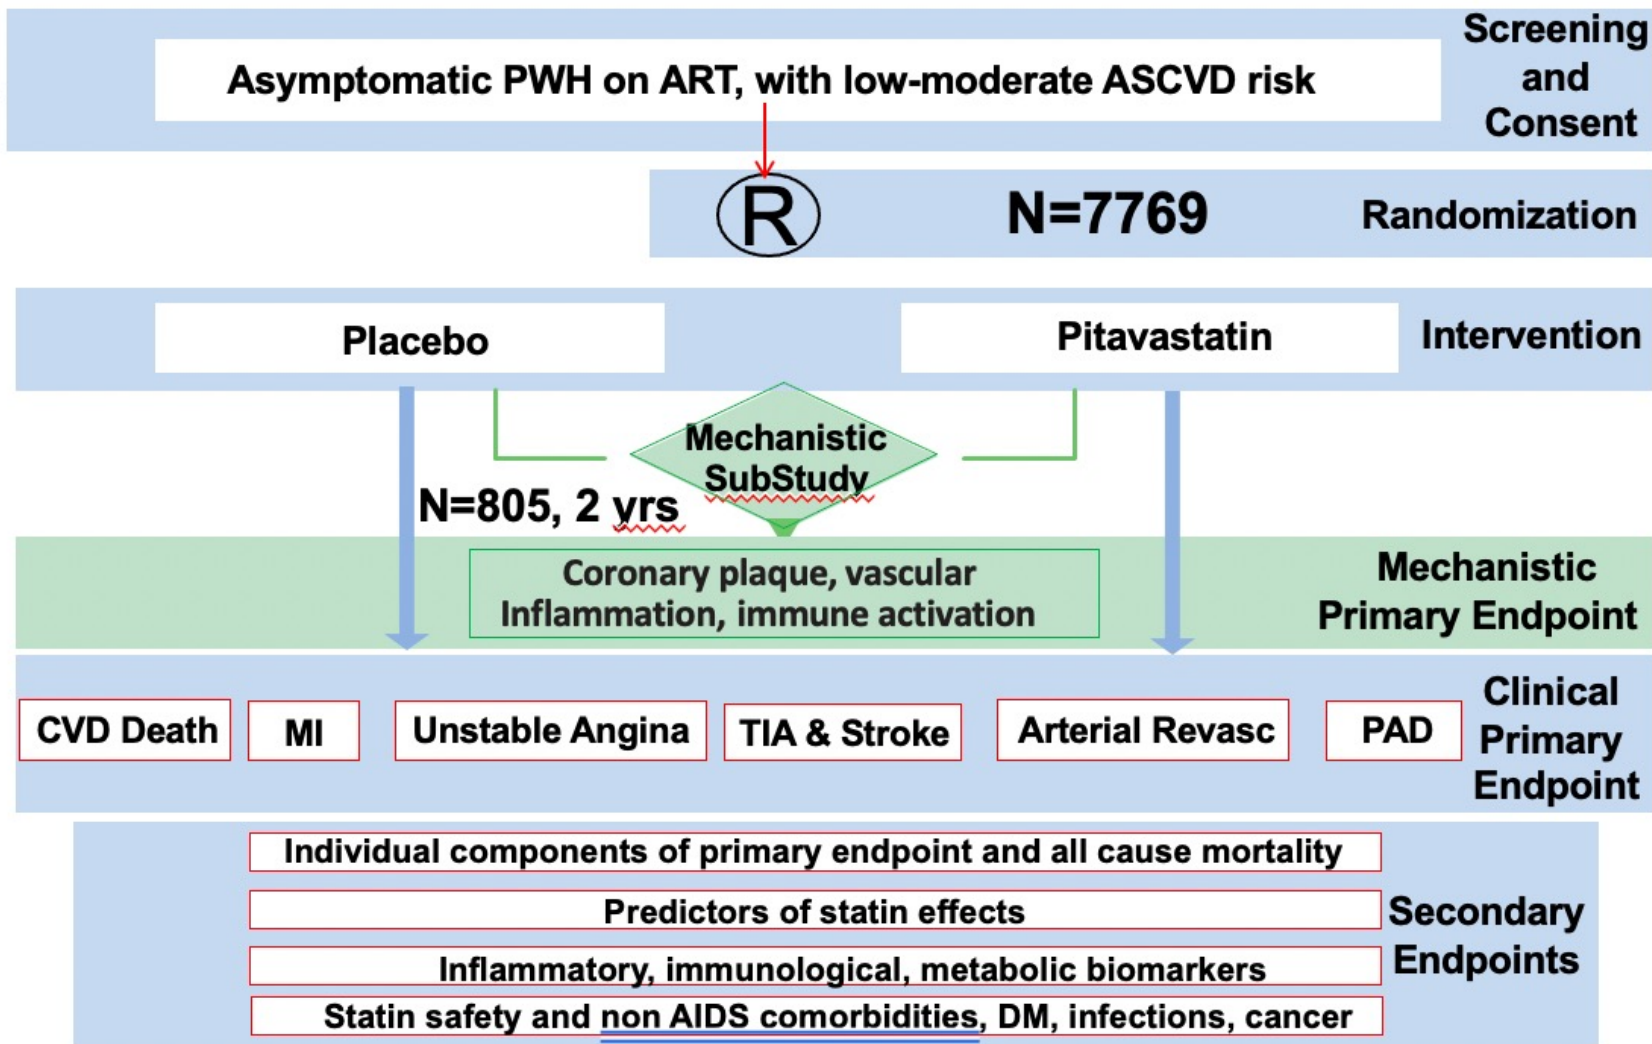 Screening
and
Consent
Asymptomatic PWH on ART, with low-moderate ASCVD risk
R
N=7769
Randomization
Placebo
Pitavastatin
Intervention
Mechanistic
SubStudy
N=805, 2 yrs
Coronary plaque, vascular
Inflammation, immune activation
Mechanistic
Primary Endpoint
CVD Death
MI
Unstable Angina
TIA & Stroke
Arterial Revasc
PAD
Clinical
Primary
Endpoint
Individual components of primary endpoint and all cause mortality
Predictors of statin effects
Inflammatory, immunological, metabolic biomarkers
Statin safety and non AIDS comorbidities, DM, infections, cancer
Secondary
Endpoints